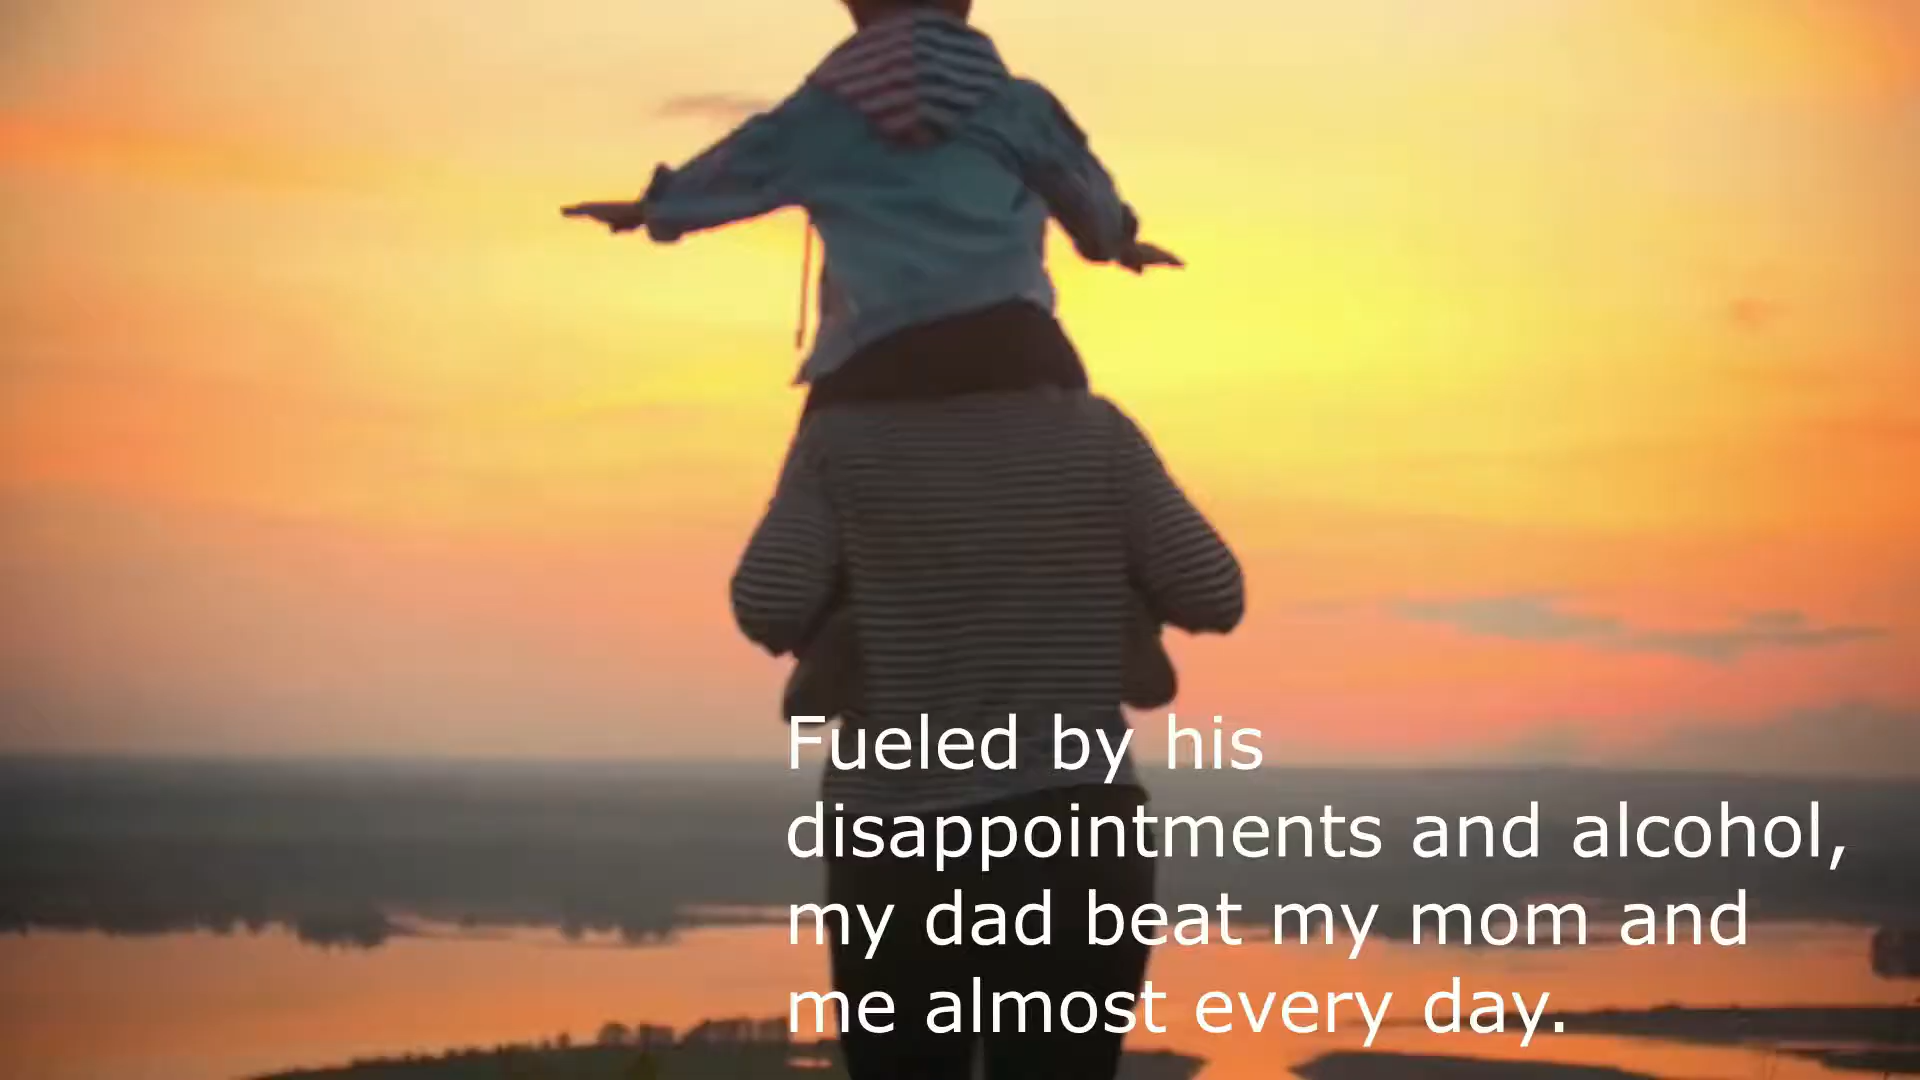 Fueled by his
disappointments and alcohol,
my dad beat my mom and
me almost every day.